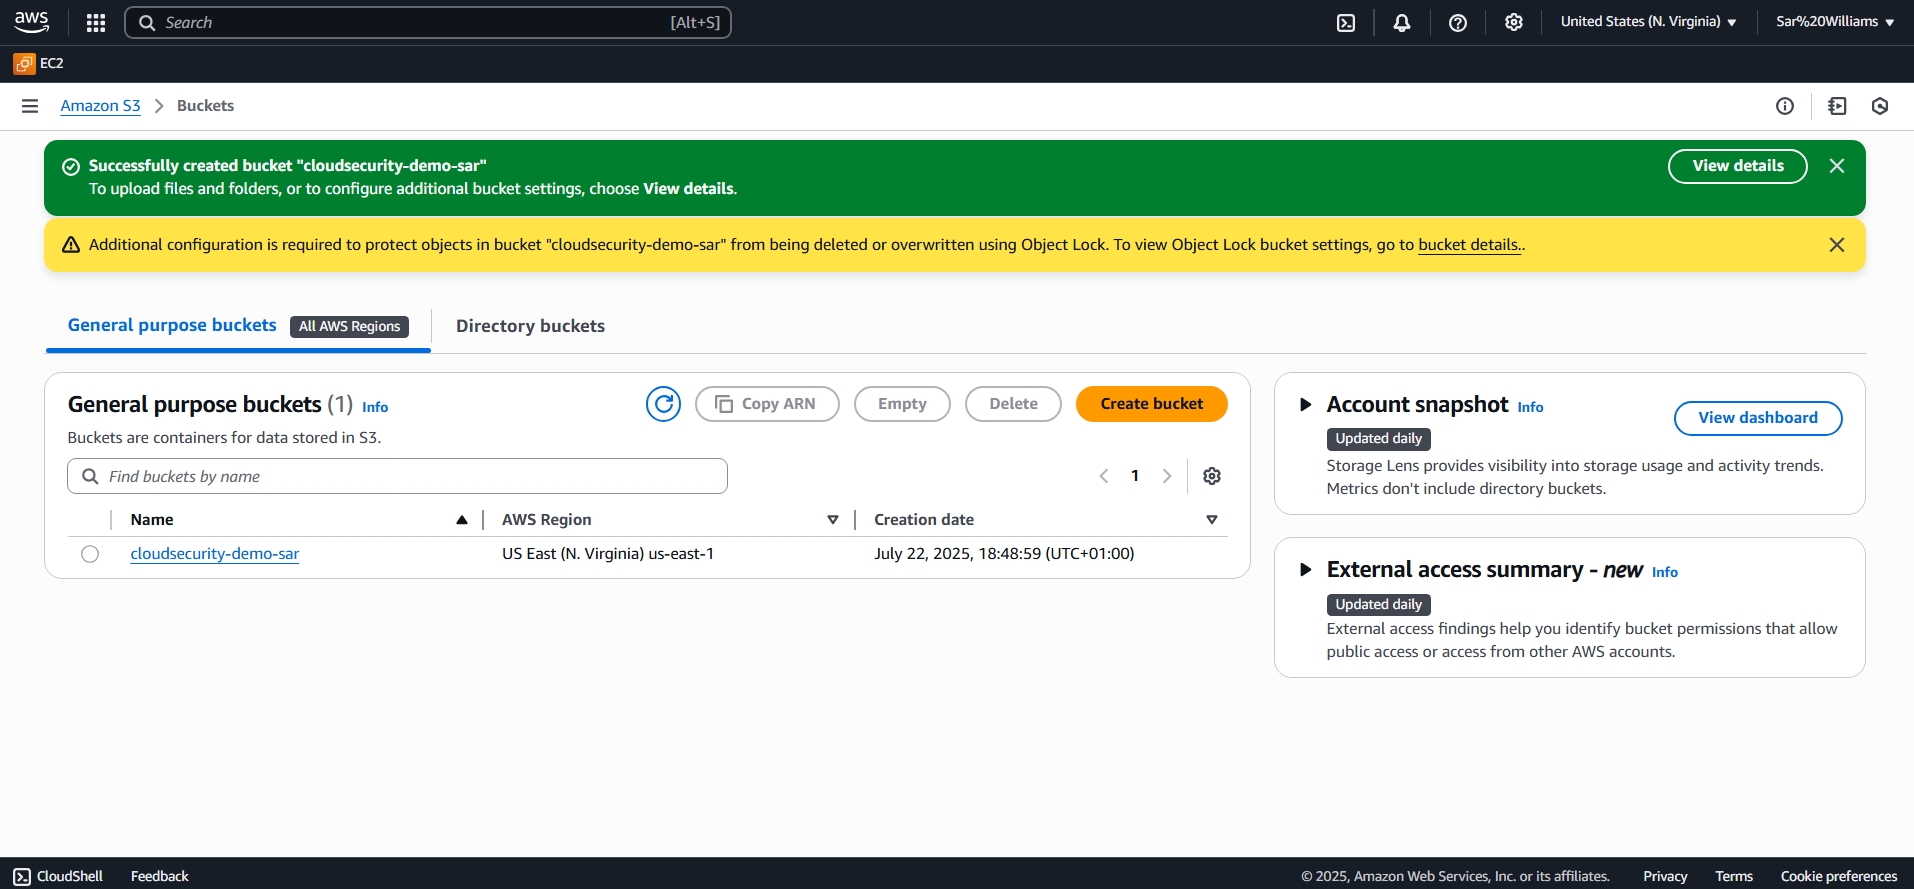 aws
Search [Alt+S]
United States (N. Virginia)
Sar%20Williams
EC2
Amazon S3 > Buckets
Successfully created bucket "cloudsecurity-demo-sar"
To upload files and folders, or to configure additional bucket settings, choose View details.
View details
Additional configuration is required to protect objects in bucket "cloudsecurity-demo-sar" from being deleted or overwritten using Object Lock. To view Object Lock bucket settings, go to bucket details..
General purpose buckets All AWS Regions
Directory buckets
General purpose buckets (1) Info
Copy ARN
Empty
Delete
Create bucket
Buckets are containers for data stored in S3.
Find buckets by name
1
Name AWS Region Creation date
cloudsecurity-demo-sar US East (N. Virginia) us-east-1 July 22, 2025, 18:48:59 (UTC+01:00)
Account snapshot Info
View dashboard
Updated daily
Storage Lens provides visibility into storage usage and activity trends.
Metrics don't include directory buckets.
External access summary - new Info
Updated daily
External access findings help you identify bucket permissions that allow
public access or access from other AWS accounts.
CloudShell Feedback © 2025, Amazon Web Services, Inc. or its affiliates. Privacy Terms Cookie preferences